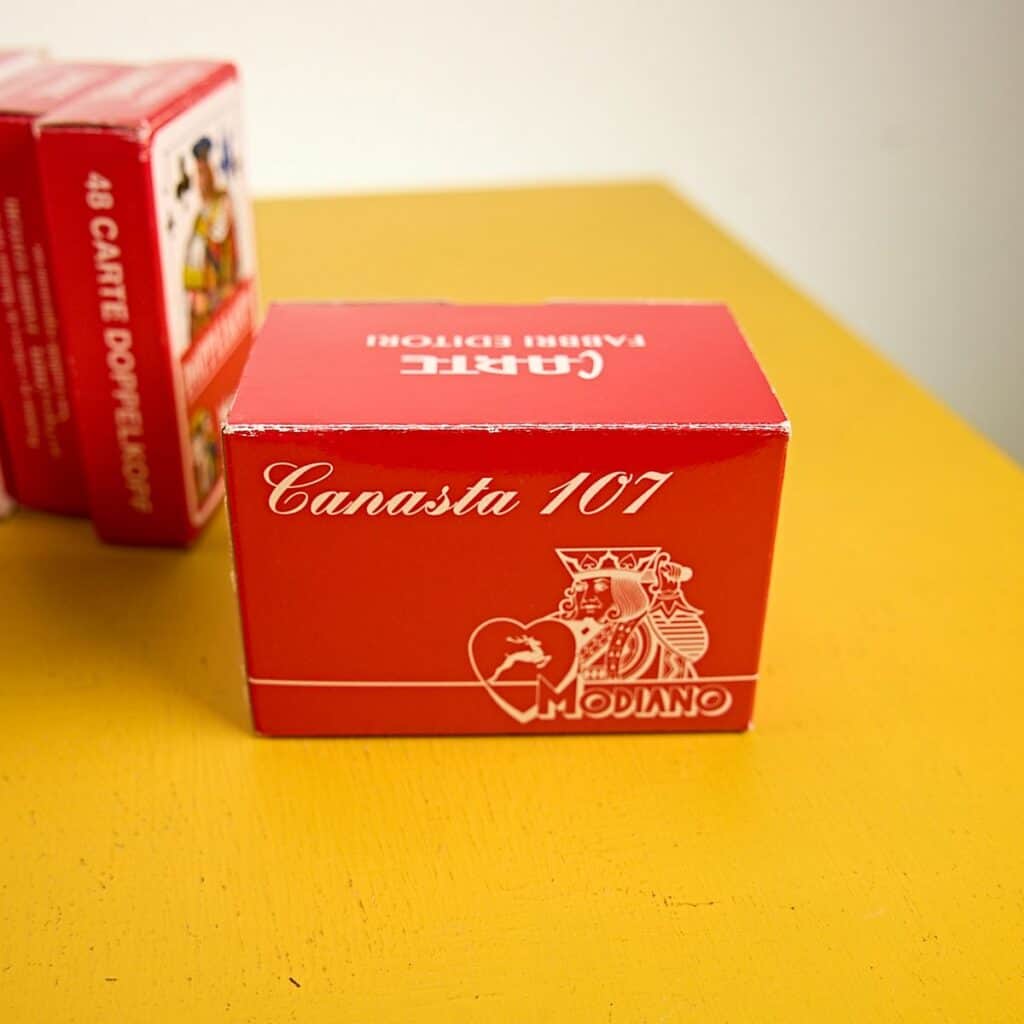 48 CARTE DOPPELKOPF
CARTE
FABBRI EDITORI
Canasta 107
MODIANO